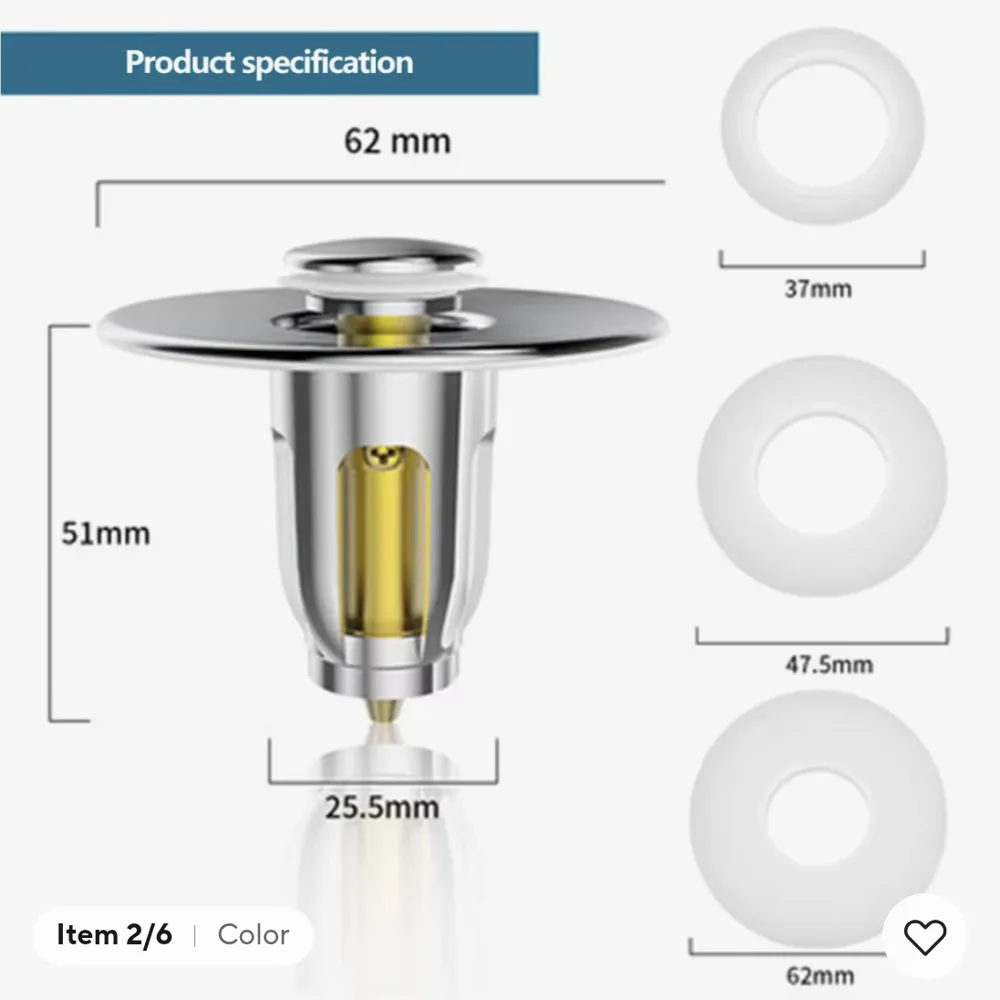 Product specification
62 mm
37mm
51mm
47.5mm
25.5mm
Item 2/6 | Color
62mm